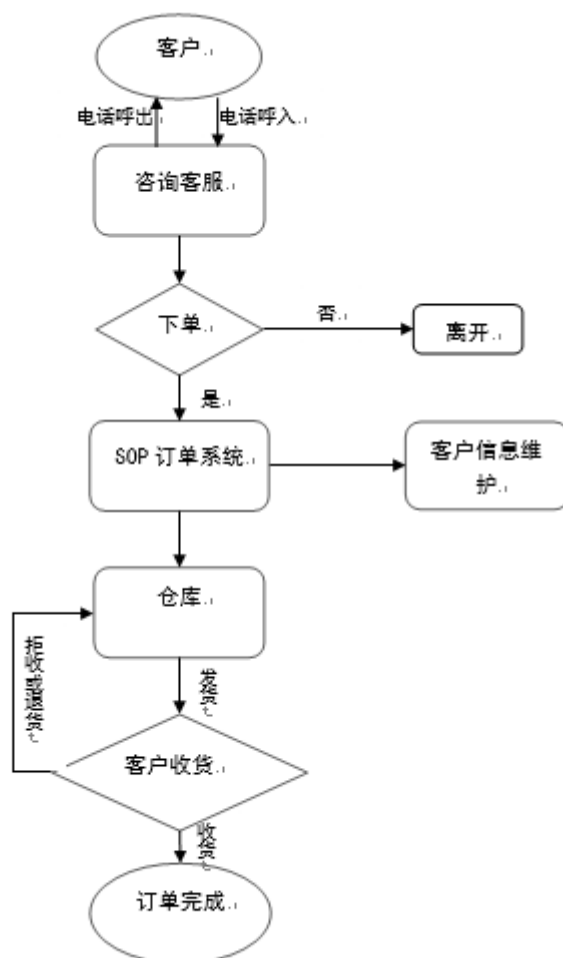 客户
电话呼出
电话呼入
咨询客服
下单
否
离开
是
SOP 订单系统
客户信息维
护
仓库
拒收或退货
发货
客户收货
收货
订单完成